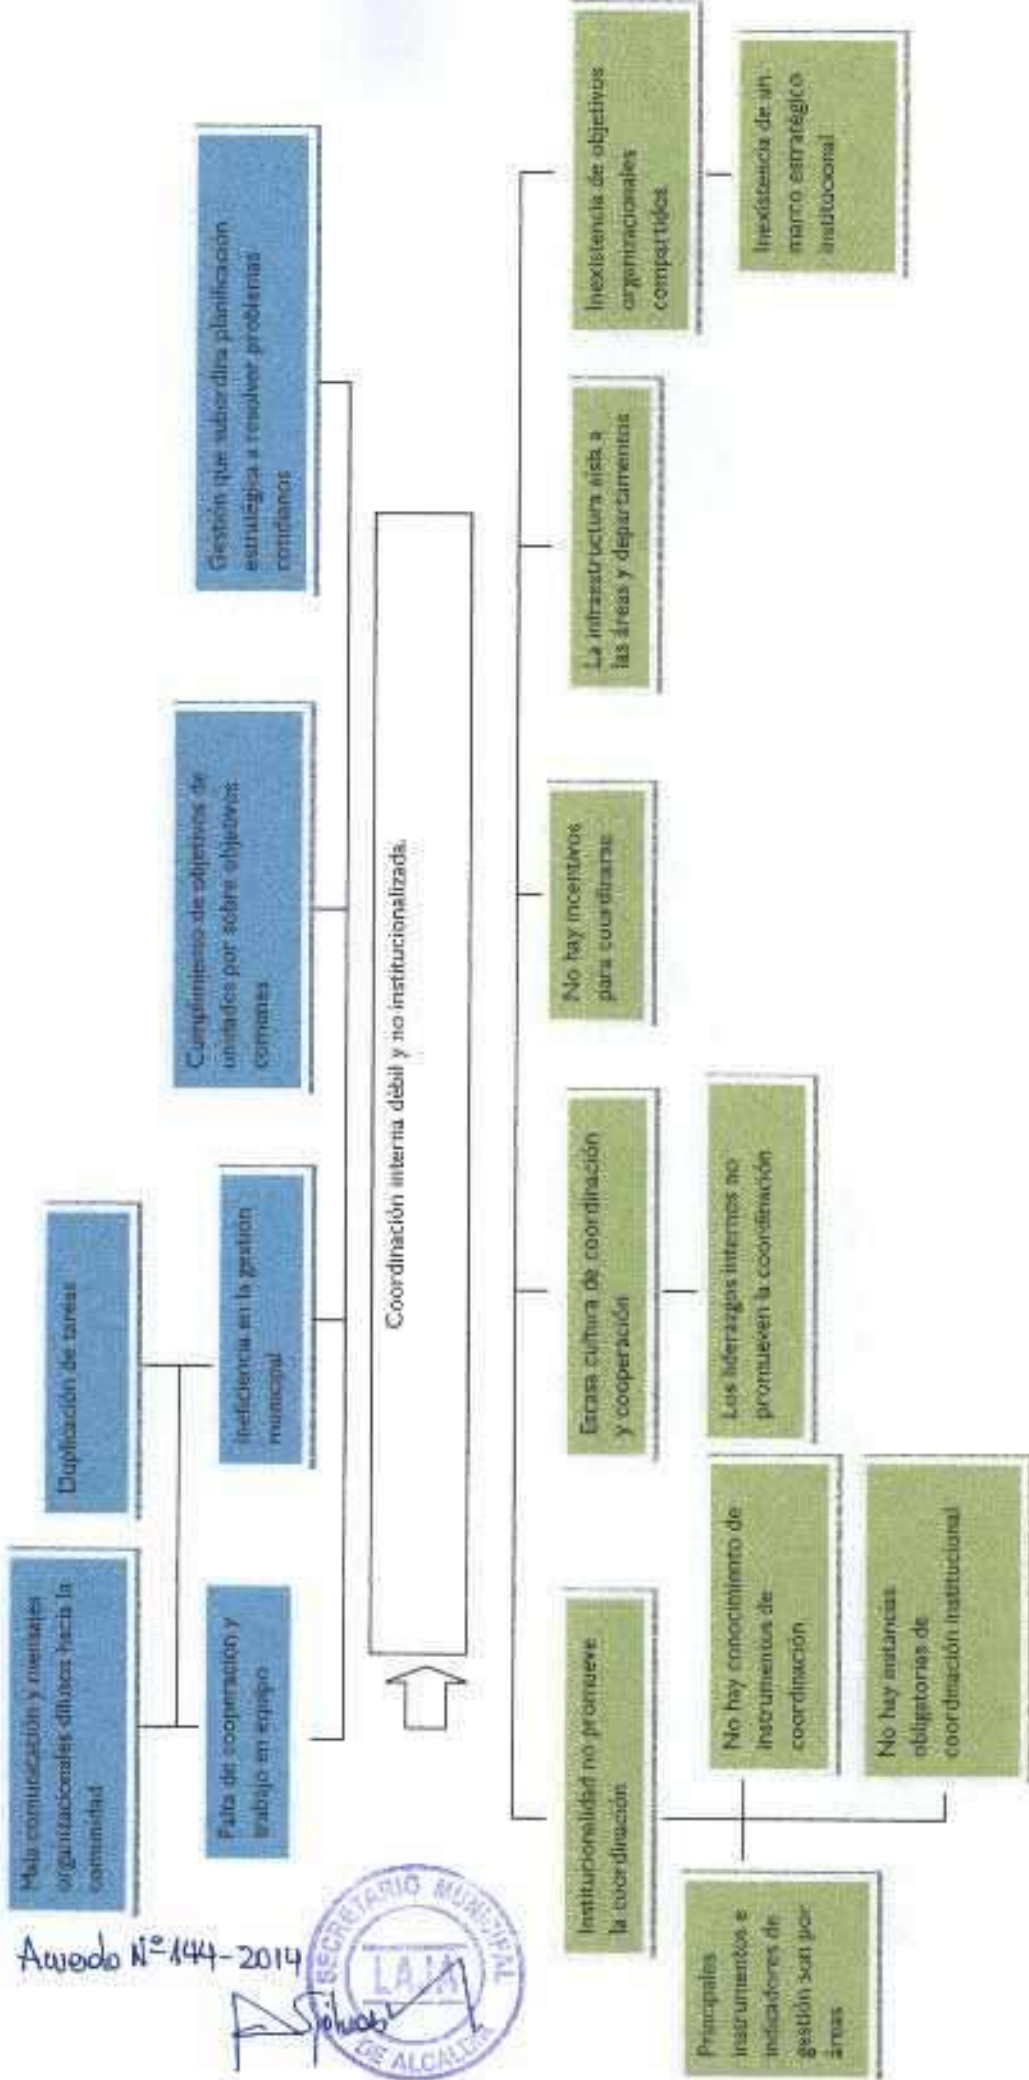 Mala comunicación y mensajes
organizacionales difusos hacia la
comunidad
Duplicación de tareas
Falta de cooperación y
trabajo en equipo
Ineficiencia en la gestión
municipal
Cumplimiento de objetivos de
unidades por sobre objetivos
comunes
Gestión que subordina planificación
estratégica a resolver problemas
cotidianos
Coordinación interna débil y no institucionalizada.
Institucionalidad no promueve
la coordinación
Escasa cultura de coordinación
y cooperación
No hay incentivos
para coordinarse
La infraestructura aísla a
las áreas y departamentos
Inexistencia de objetivos
organizacionales
compartidos
Principales
instrumentos e
indicadores de
gestión son por
áreas
No hay conocimiento de
instrumentos de
coordinación
No hay instancias
obligatorias de
coordinación institucional
Los liderazgos internos no
promueven la coordinación
Inexistencia de un
marco estratégico
institucional
Acuerdo Nº 144-2014
SECRETARIO MUNICIPAL
LAJA
DE ALCALDIA